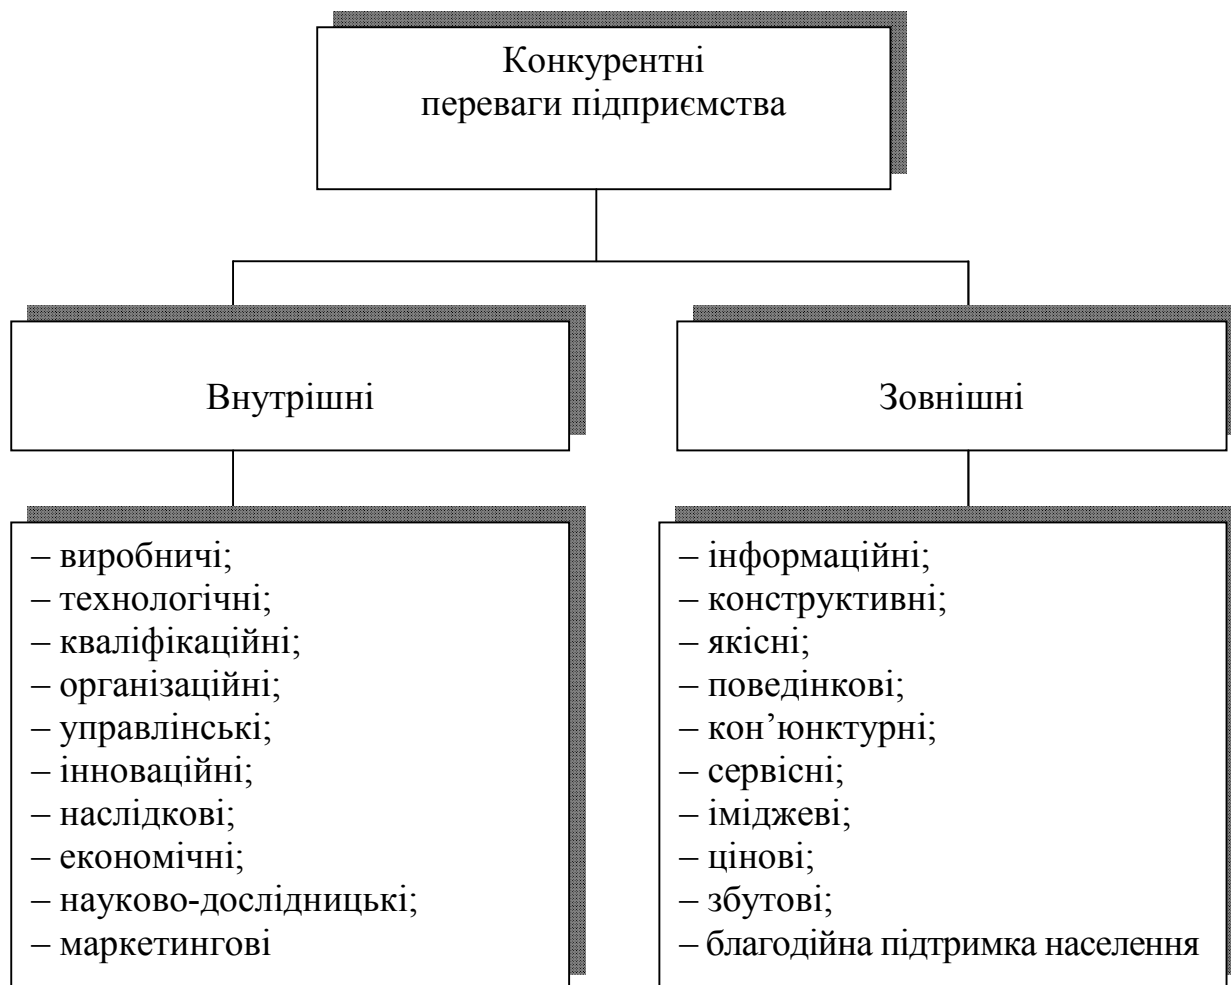 Конкурентні
переваги підприємства
Внутрішні
Зовнішні
– виробничі;
– технологічні;
– кваліфікаційні;
– організаційні;
– управлінські;
– інноваційні;
– наслідкові;
– економічні;
– науково-дослідницькі;
– маркетингові
– інформаційні;
– конструктивні;
– якісні;
– поведінкові;
– кон’юнктурні;
– сервісні;
– іміджеві;
– цінові;
– збутові;
– благодійна підтримка населення